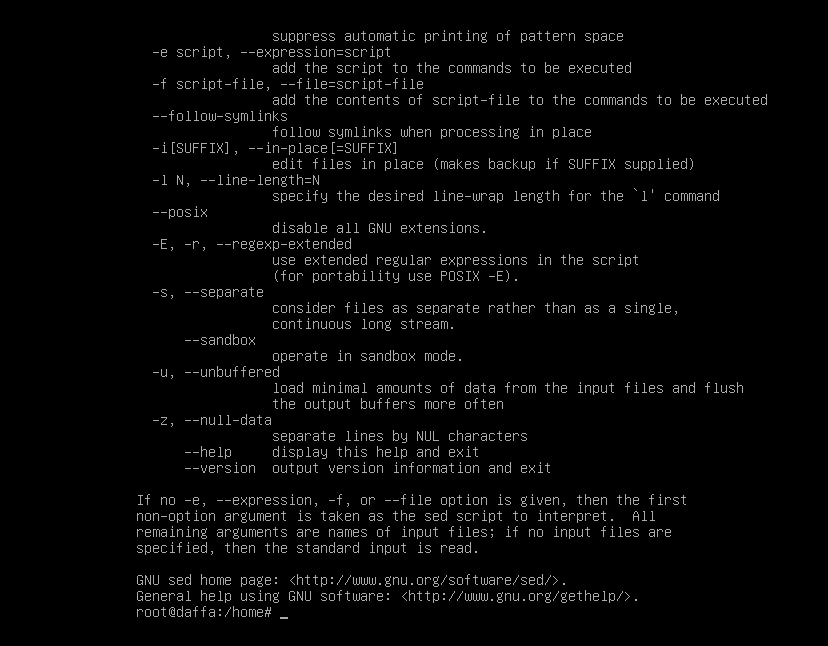 suppress automatic printing of pattern space
  -e script, --expression=script
                 add the script to the commands to be executed
  -f script-file, --file=script-file
                 add the contents of script-file to the commands to be executed
  --follow-symlinks
                 follow symlinks when processing in place
  -i[SUFFIX], --in-place[=SUFFIX]
                 edit files in place (makes backup if SUFFIX supplied)
  -l N, --line-length=N
                 specify the desired line-wrap length for the `l' command
  --posix
                 disable all GNU extensions.
  -E, -r, --regexp-extended
                 use extended regular expressions in the script
                 (for portability use POSIX -E).
  -s, --separate
                 consider files as separate rather than as a single,
                 continuous long stream.
      --sandbox
                 operate in sandbox mode.
  -u, --unbuffered
                 load minimal amounts of data from the input files and flush
                 the output buffers more often
  -z, --null-data
                 separate lines by NUL characters
      --help     display this help and exit
      --version  output version information and exit

If no -e, --expression, -f, or --file option is given, then the first
non-option argument is taken as the sed script to interpret.  All
remaining arguments are names of input files; if no input files are
specified, then the standard input is read.

GNU sed home page: <http://www.gnu.org/software/sed/>.
General help using GNU software: <http://www.gnu.org/gethelp/>.
root@daffa:/home# _